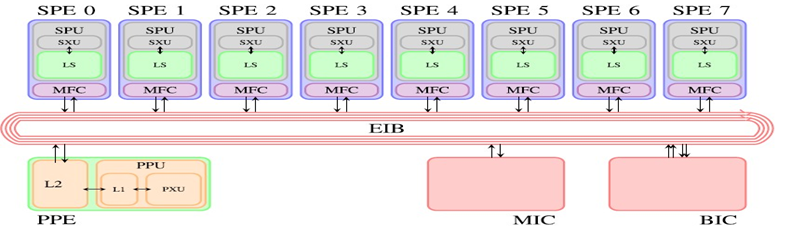 SPE 0 SPE 1 SPE 2 SPE 3 SPE 4 SPE 5 SPE 6 SPE 7
SPU SPU SPU SPU SPU SPU SPU SPU
SXU SXU SXU SXU SXU SXU SXU SXU
LS LS LS LS LS LS LS LS
MFC MFC MFC MFC MFC MFC MFC MFC
EIB
PPU
L2 L1 PXU
PPE MIC BIC